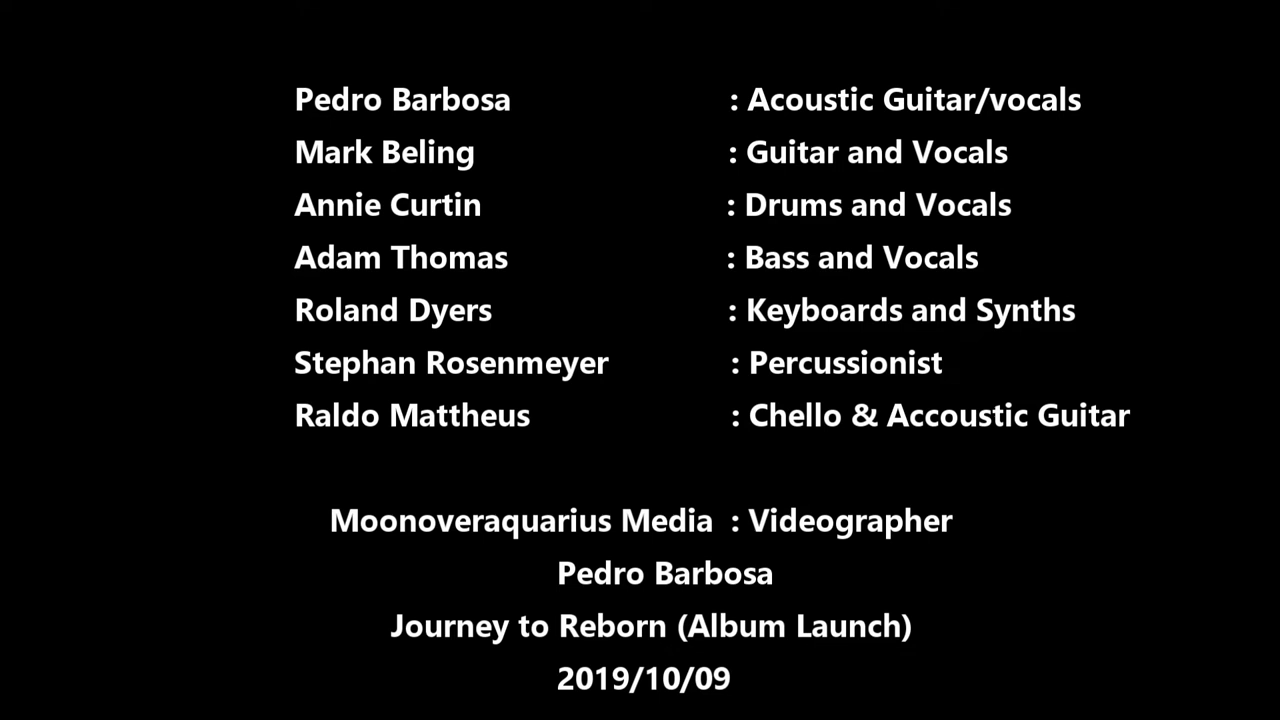 Pedro Barbosa : Acoustic Guitar/vocals
Mark Beling : Guitar and Vocals
Annie Curtin : Drums and Vocals
Adam Thomas : Bass and Vocals
Roland Dyers : Keyboards and Synths
Stephan Rosenmeyer : Percussionist
Raldo Mattheus : Chello & Accoustic Guitar
Moonoveraquarius Media : Videographer
Pedro Barbosa
Journey to Reborn (Album Launch)
2019/10/09